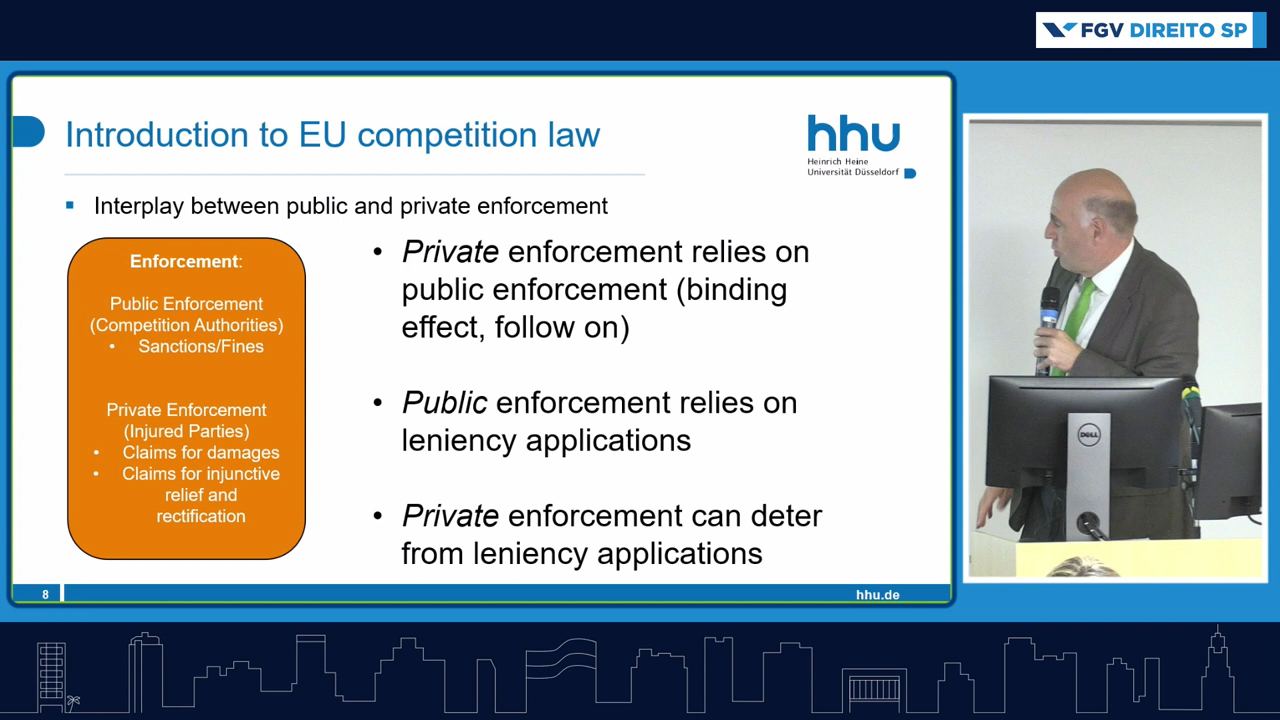 FGV DIREITO SP
Introduction to EU competition law
hhu
Heinrich Heine
Universität Düsseldorf
▪ Interplay between public and private enforcement
Enforcement:
Public Enforcement
(Competition Authorities)
• Sanctions/Fines
Private Enforcement
(Injured Parties)
• Claims for damages
• Claims for injunctive
relief and
rectification
• Private enforcement relies on
public enforcement (binding
effect, follow on)
• Public enforcement relies on
leniency applications
• Private enforcement can deter
from leniency applications
8
hhu.de
DELL